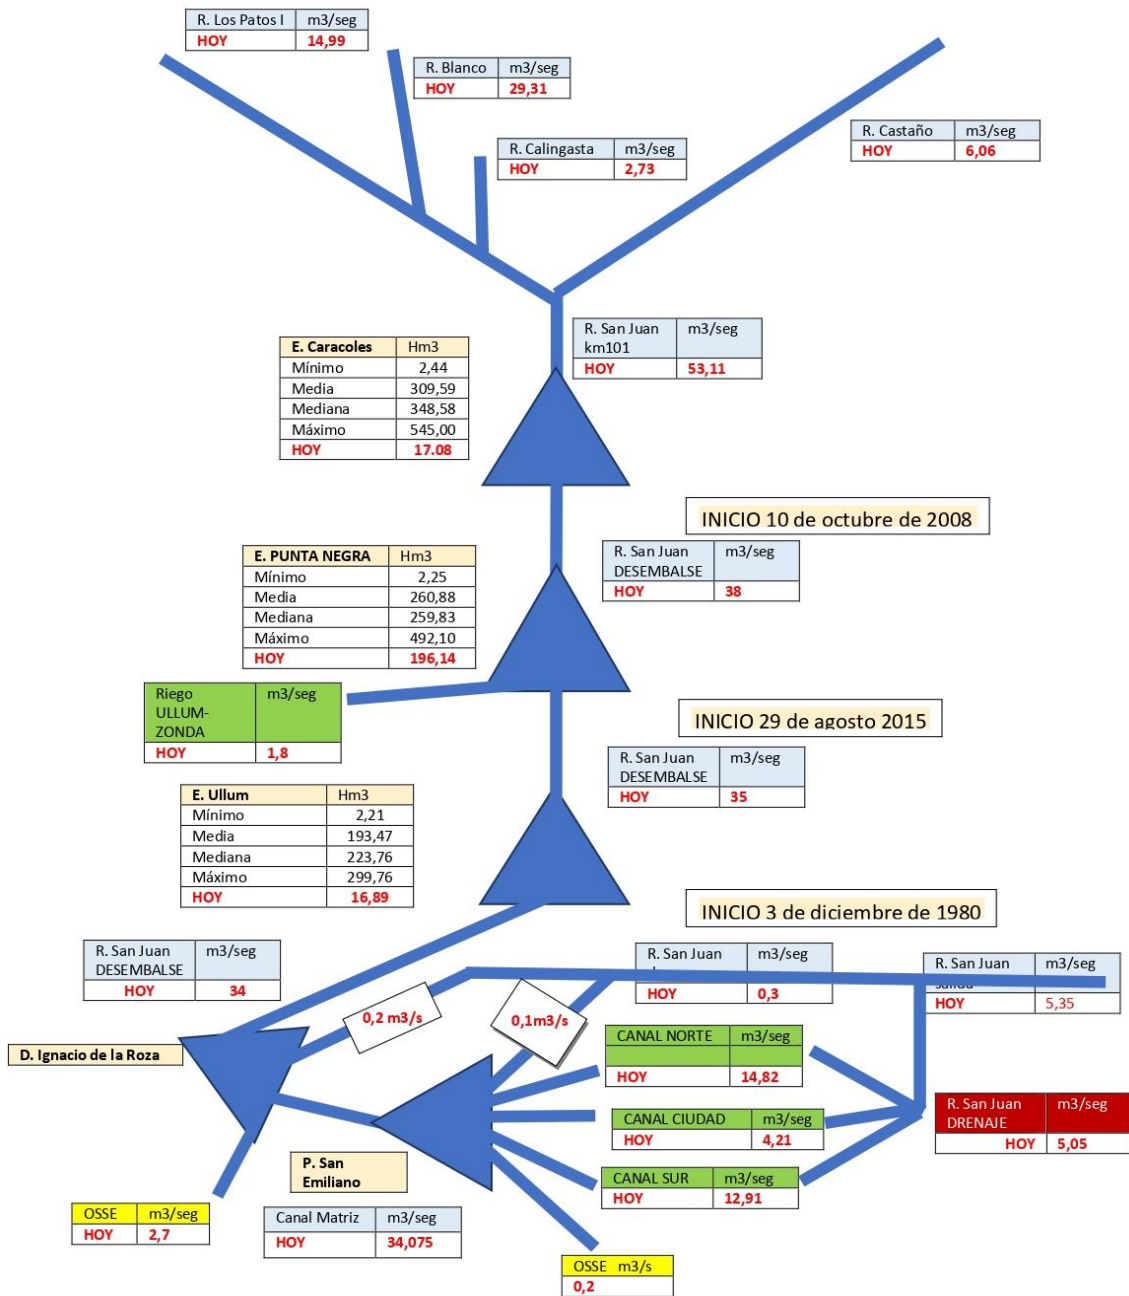 R. Los Patos I m3/seg
HOY 14,99
R. Blanco m3/seg
HOY 29,31
R. Calingasta m3/seg
HOY 2,73
R. Castaño m3/seg
HOY 6,06
R. San Juan m3/seg
km101
HOY 53,11
E. Caracoles Hm3
Mínimo 2,44
Media 309,59
Mediana 348,58
Máximo 545,00
HOY 17.08
INICIO 10 de octubre de 2008
R. San Juan m3/seg
DESEMBALSE
HOY 38
E. PUNTA NEGRA Hm3
Mínimo 2,25
Media 260,88
Mediana 259,83
Máximo 492,10
HOY 196,14
Riego m3/seg
ULLUM-
ZONDA
HOY 1,8
INICIO 29 de agosto 2015
R. San Juan m3/seg
DESEMBALSE
HOY 35
E. Ullum Hm3
Mínimo 2,21
Media 193,47
Mediana 223,76
Máximo 299,76
HOY 16,89
INICIO 3 de diciembre de 1980
R. San Juan m3/seg
DESEMBALSE
HOY 34
R. San Juan m3/seg
HOY 0,3
R. San Juan m3/seg
HOY 5,35
0,2 m3/s
0,1m3/s
D. Ignacio de la Roza
CANAL NORTE m3/seg
HOY 14,82
CANAL CIUDAD m3/seg
HOY 4,21
CANAL SUR m3/seg
HOY 12,91
R. San Juan m3/seg
DRENAJE
HOY 5,05
P. San
Emiliano
OSSE m3/seg
HOY 2,7
Canal Matriz m3/seg
HOY 34,075
OSSE m3/s
0,2